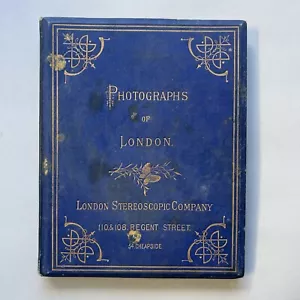 PHOTOGRAPHS
OF
LONDON.
LONDON STEREOSCOPIC COMPANY
110 & 108, REGENT STREET.
54 CHEAPSIDE.